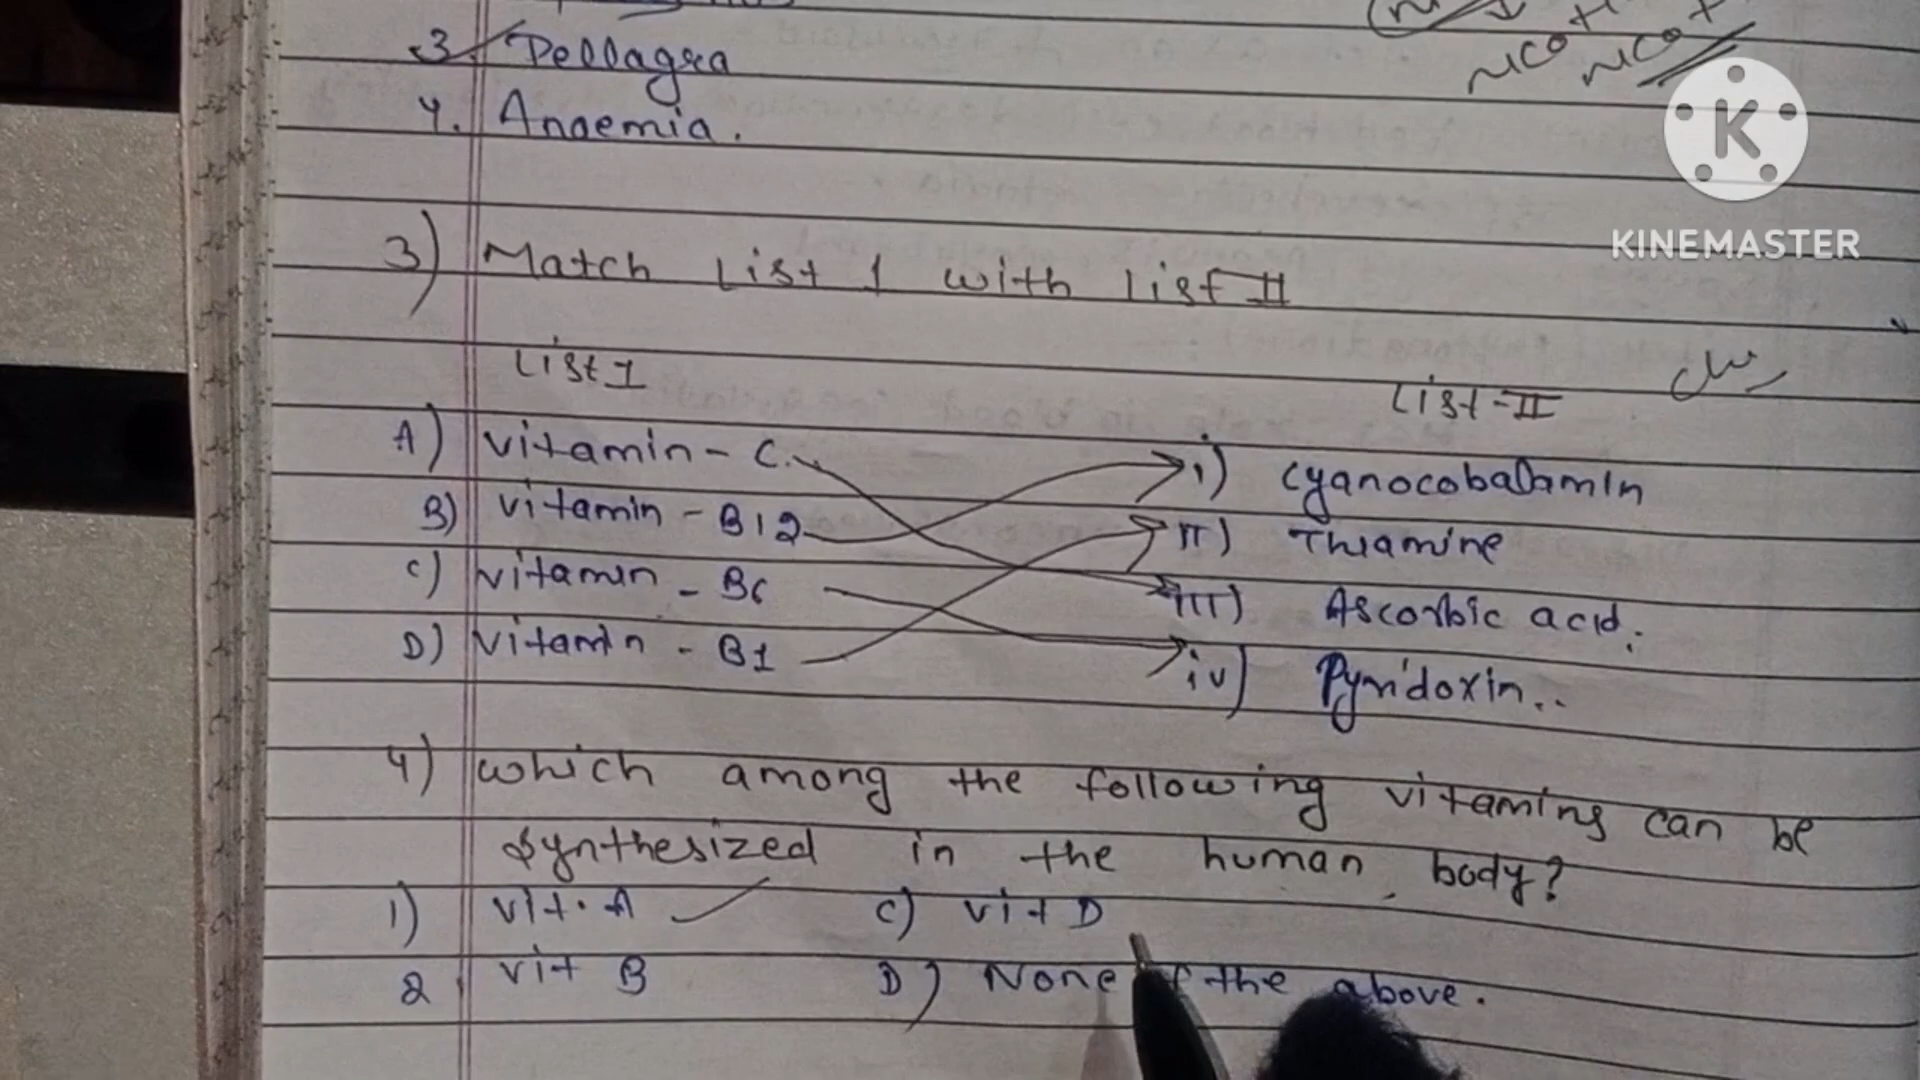 3. Pellagra
4. Anaemia.
KINEMASTER
3) Match List 1 with list II
List I
List-II
A) vitamin - C.
i) Cyanocobalamin
B) vitamin - B12
II) Thiamine
C) vitamin - B6
III) Ascorbic acid.
D) vitamin - B1
iv) Pyridoxin..
4) which among the following vitamins can be
synthesized in the human body?
1) vit. A
C) vit D
2. vit B
D) None the above.